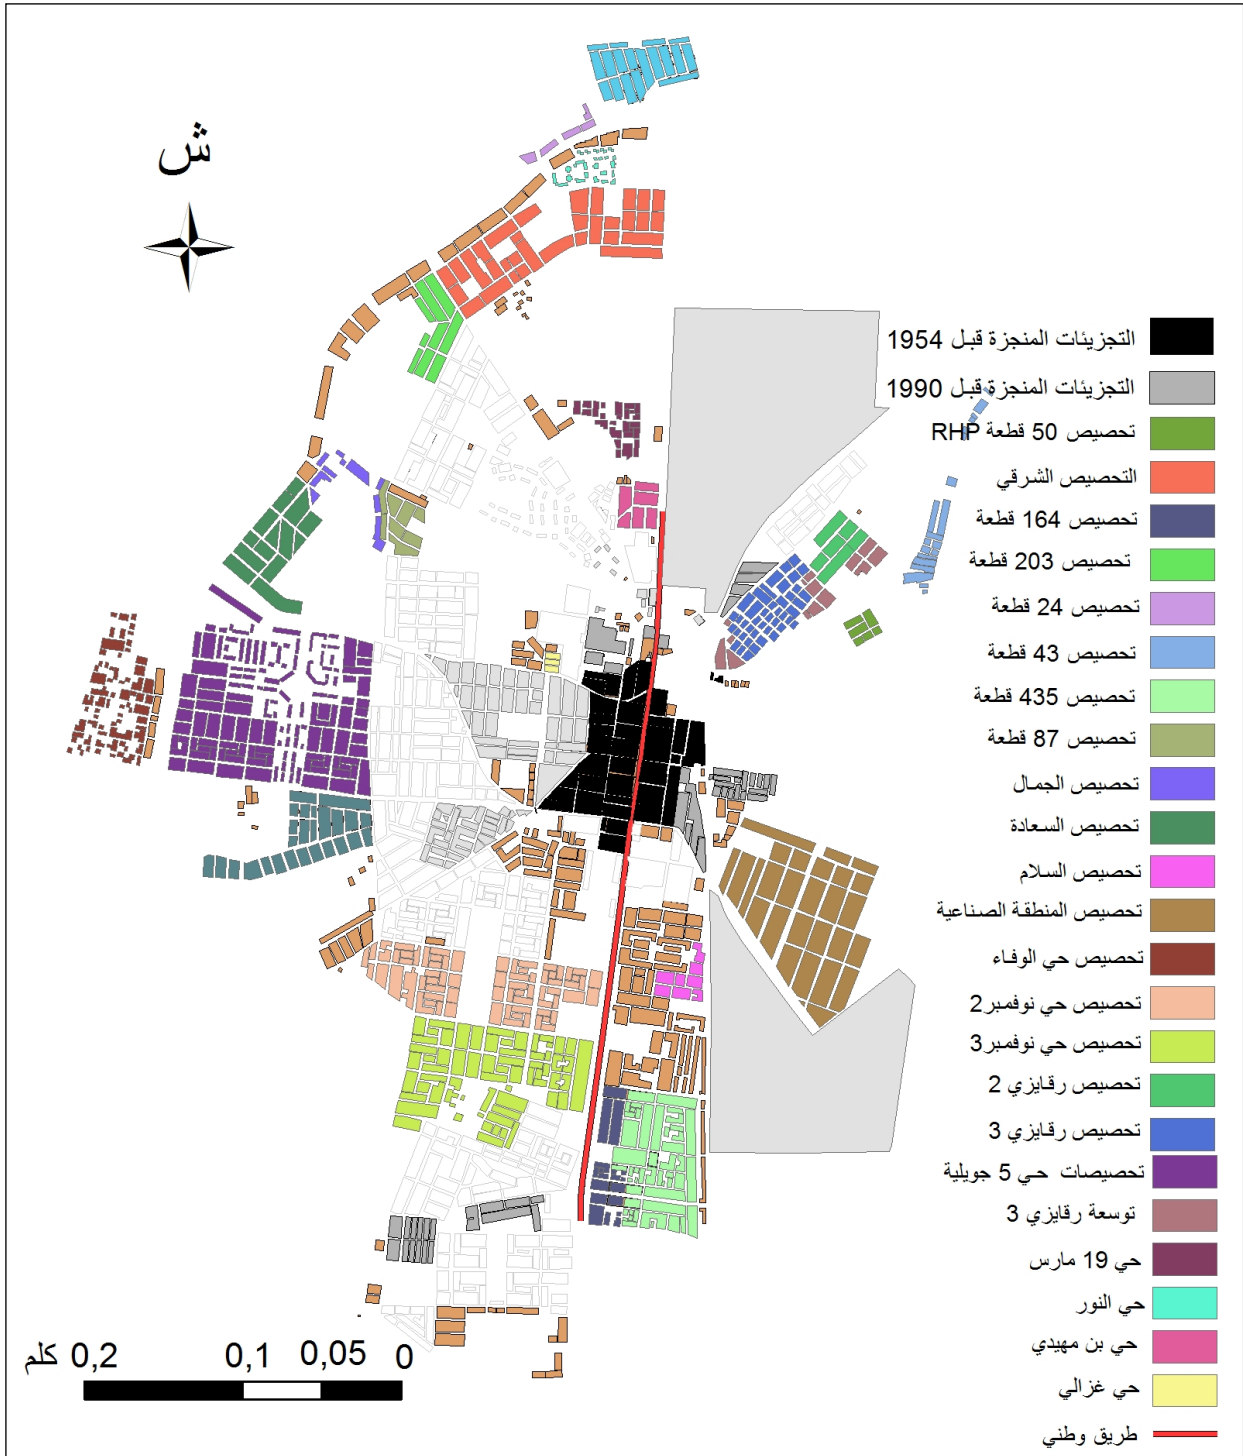 ش
التجزيئات المنجزة قبل 1954
التجزيئات المنجزة قبل 1990
تحصيص 50 قطعة RHP
التحصيص الشرقي
تحصيص 164 قطعة
تحصيص 203 قطعة
تحصيص 24 قطعة
تحصيص 43 قطعة
تحصيص 435 قطعة
تحصيص 87 قطعة
تحصيص الجمال
تحصيص السعادة
تحصيص السلام
تحصيص المنطقة الصناعية
تحصيص حي الوفاء
تحصيص حي نوفمبر2
تحصيص حي نوفمبر3
تحصيص رقايزي 2
تحصيص رقايزي 3
تحصيصات حي 5 جويلية
توسعة رقايزي 3
حي 19 مارس
حي النور
حي بن مهيدي
حي غزالي
طريق وطني
0 0,05 0,1 0,2 كلم